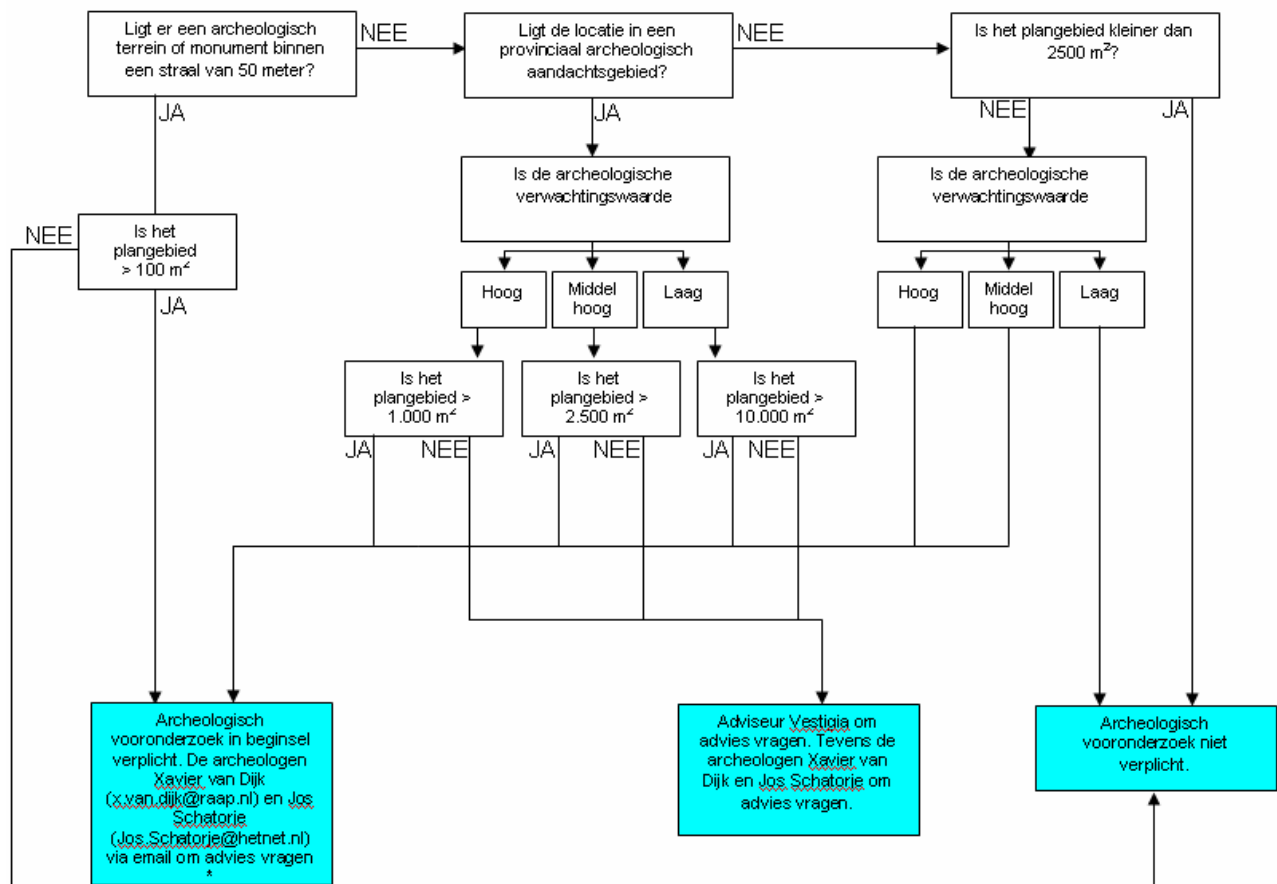 Ligt er een archeologisch
terrein of monument binnen
een straal van 50 meter?
NEE
Ligt de locatie in een
provinciaal archeologisch
aandachtsgebied?
NEE
Is het plangebied kleiner dan
2500 m²?
JA
JA
NEE
JA
Is de archeologische
verwachtingswaarde
Is de archeologische
verwachtingswaarde
NEE
Is het
plangebied
> 100 m²
JA
Hoog
Middel
hoog
Laag
Hoog
Middel
hoog
Laag
Is het
plangebied >
1.000 m²
Is het
plangebied >
2.500 m²
Is het
plangebied >
10.000 m²
JA
NEE
JA
NEE
JA
NEE
Archeologisch
vooronderzoek in beginsel
verplicht. De archeologen
Xavier van Dijk
(x.van.dijk@raap.nl) en Jos
Schatorje
(Jos.Schatorje@hetnet.nl)
via email om advies vragen
*
Adviseur Vestigia om
advies vragen. Tevens de
archeologen Xavier van
Dijk en Jos Schatorje om
advies vragen.
Archeologisch
vooronderzoek niet
verplicht.